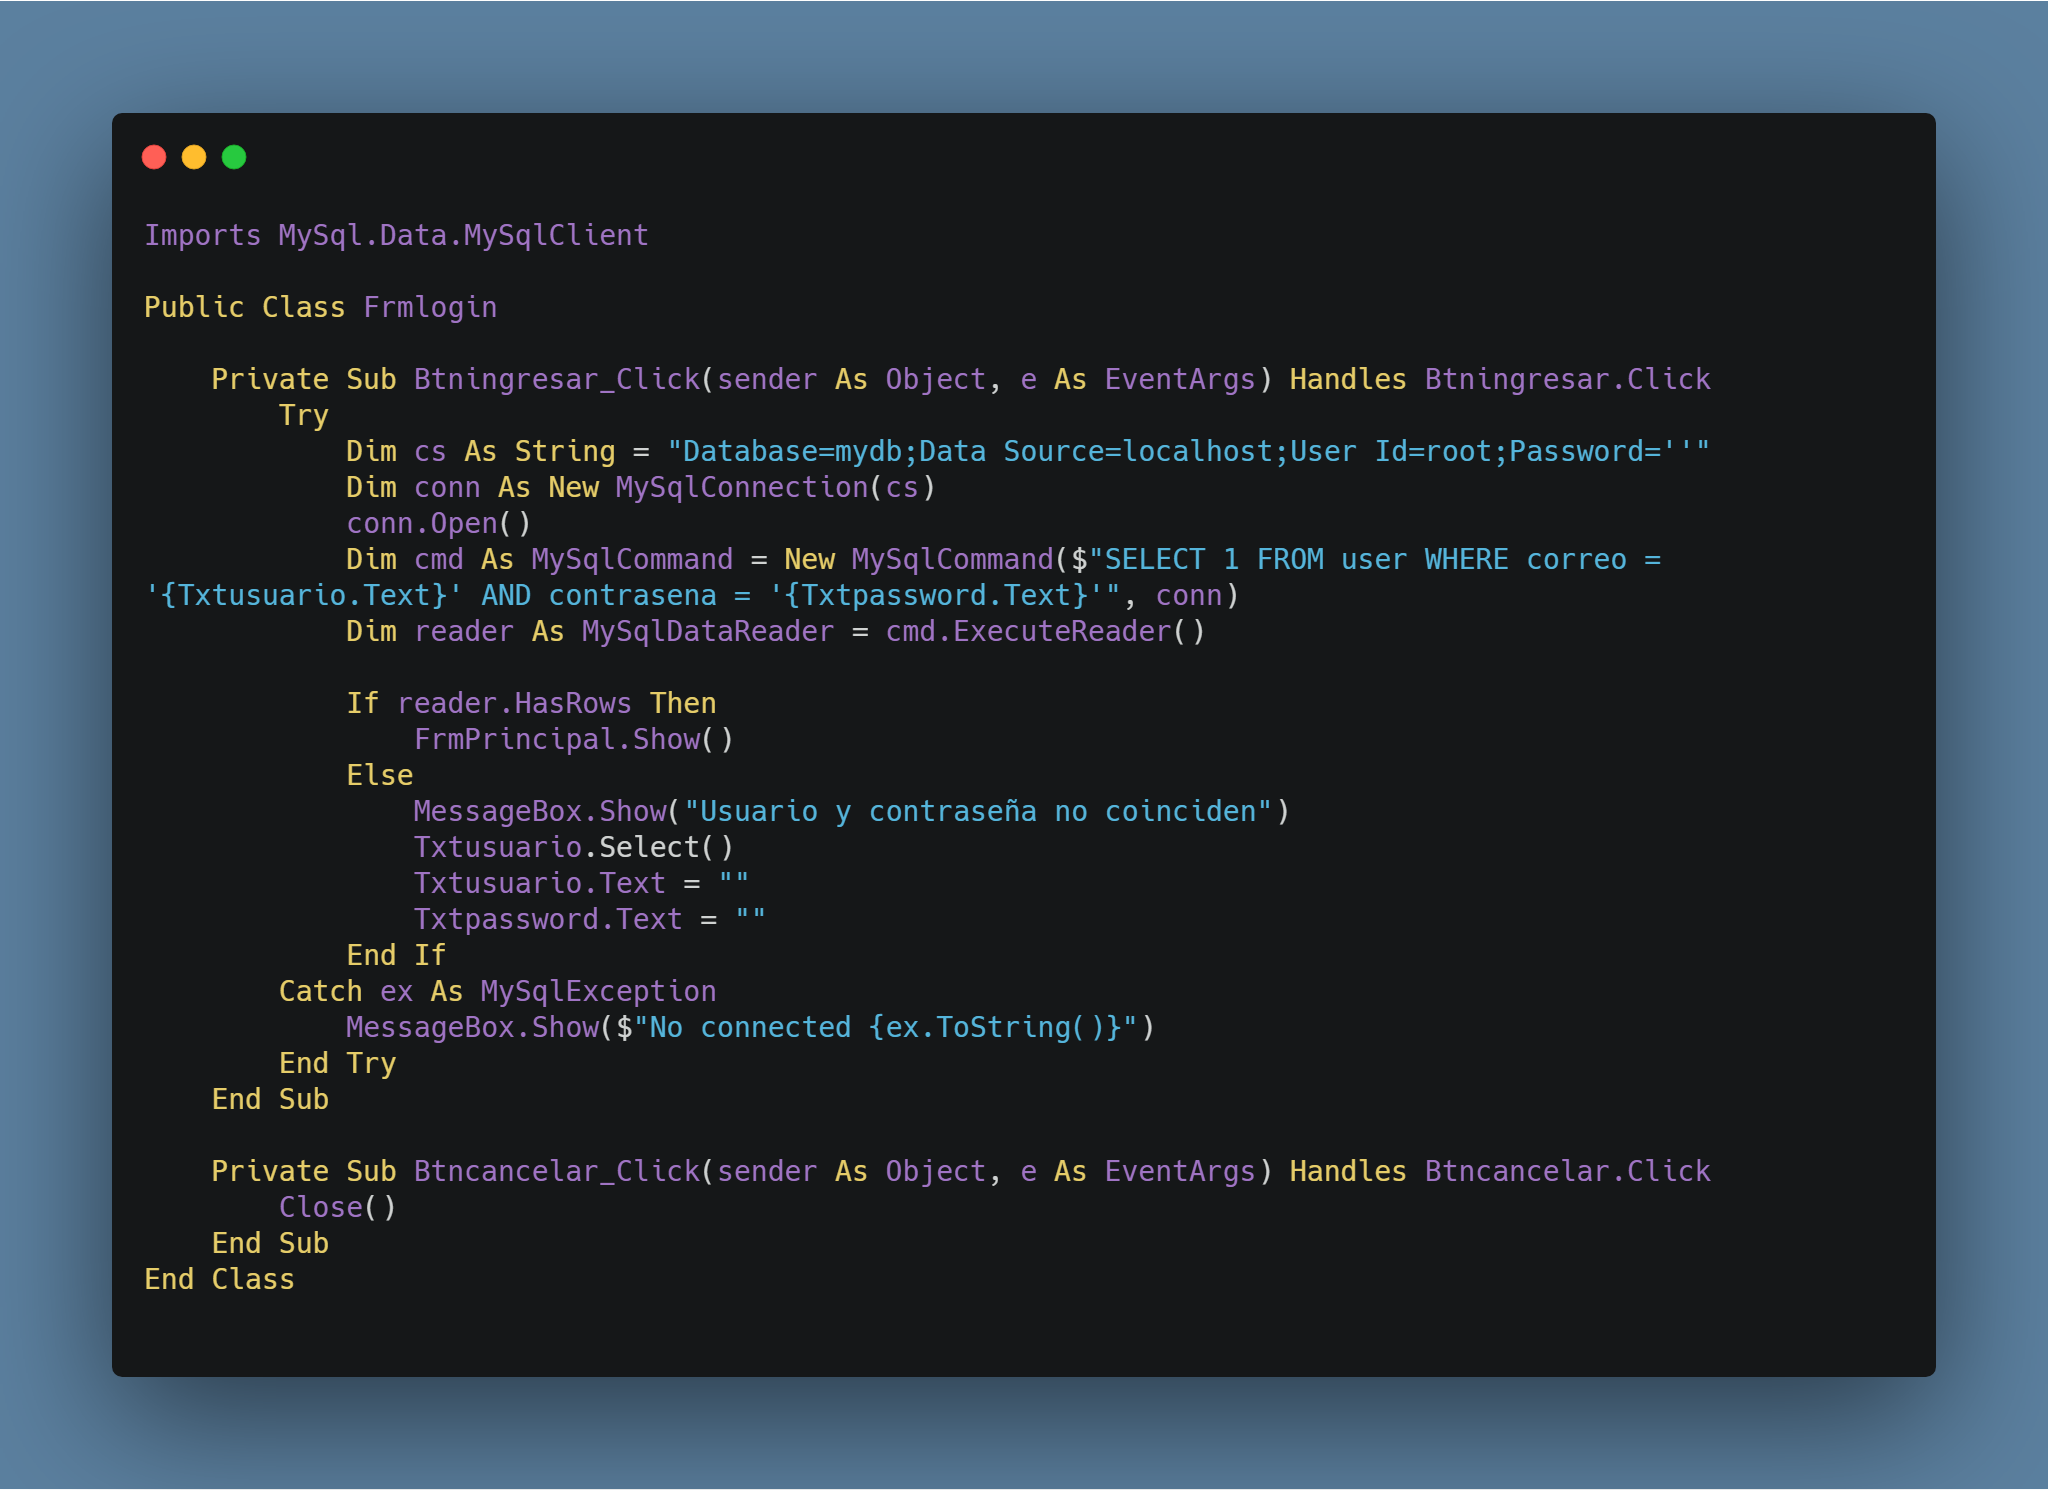 Imports MySql.Data.MySqlClient

Public Class Frmlogin

    Private Sub Btningresar_Click(sender As Object, e As EventArgs) Handles Btningresar.Click
        Try
            Dim cs As String = "Database=mydb;Data Source=localhost;User Id=root;Password=''"
            Dim conn As New MySqlConnection(cs)
            conn.Open()
            Dim cmd As MySqlCommand = New MySqlCommand($"SELECT 1 FROM user WHERE correo =
'{Txtusuario.Text}' AND contrasena = '{Txtpassword.Text}'", conn)
            Dim reader As MySqlDataReader = cmd.ExecuteReader()

            If reader.HasRows Then
                FrmPrincipal.Show()
            Else
                MessageBox.Show("Usuario y contraseña no coinciden")
                Txtusuario.Select()
                Txtusuario.Text = ""
                Txtpassword.Text = ""
            End If
        Catch ex As MySqlException
            MessageBox.Show($"No connected {ex.ToString()}")
        End Try
    End Sub

    Private Sub Btncancelar_Click(sender As Object, e As EventArgs) Handles Btncancelar.Click
        Close()
    End Sub
End Class